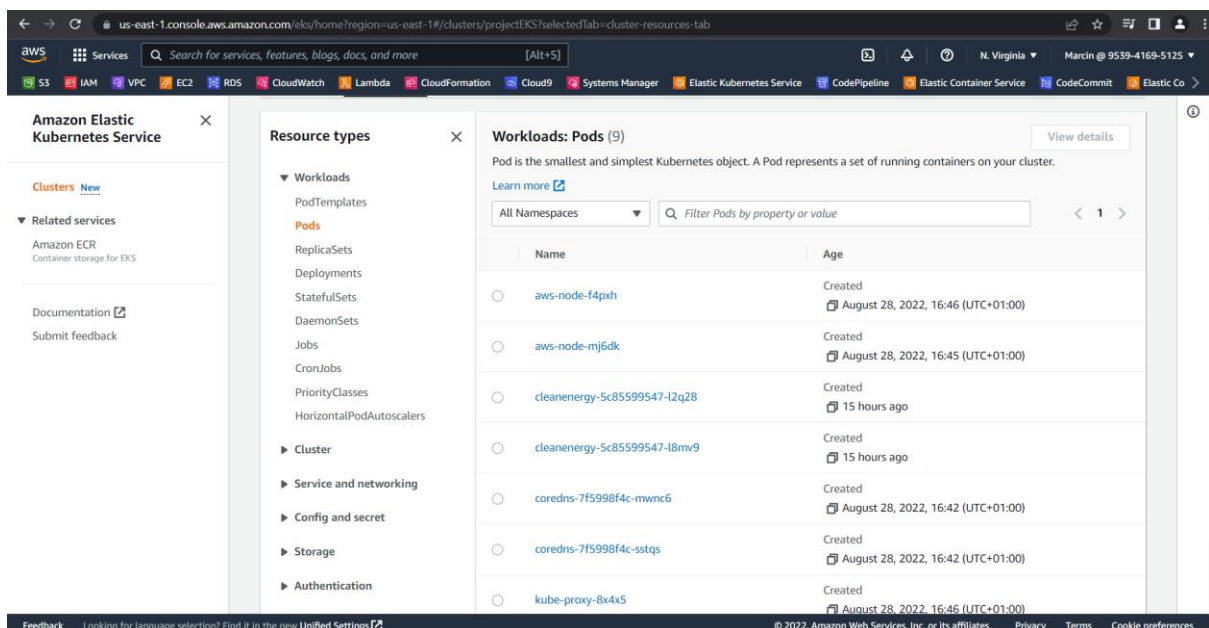 us-east-1.console.aws.amazon.com/eks/home?region=us-east-1#/clusters/projectEKS?selectedTab=cluster-resources-tab
aws
Services
Search for services, features, blogs, docs, and more
[Alt+S]
N. Virginia
Marcin @ 9539-4169-5125
S3 IAM VPC EC2 RDS CloudWatch Lambda CloudFormation Cloud9 Systems Manager Elastic Kubernetes Service CodePipeline Elastic Container Service CodeCommit Elastic Co
Amazon Elastic
Kubernetes Service
Clusters New
Related services
Amazon ECR
Container storage for EKS
Documentation
Submit feedback
Resource types
Workloads
PodTemplates
Pods
ReplicaSets
Deployments
StatefulSets
DaemonSets
Jobs
CronJobs
PriorityClasses
HorizontalPodAutoscalers
Cluster
Service and networking
Config and secret
Storage
Authentication
Workloads: Pods (9)
View details
Pod is the smallest and simplest Kubernetes object. A Pod represents a set of running containers on your cluster.
Learn more
All Namespaces
Filter Pods by property or value
1
Name
Age
aws-node-f4pxh
Created
August 28, 2022, 16:46 (UTC+01:00)
aws-node-mj6dk
Created
August 28, 2022, 16:45 (UTC+01:00)
cleanenergy-5c85599547-l2q28
Created
15 hours ago
cleanenergy-5c85599547-l8mv9
Created
15 hours ago
coredns-7f5998f4c-mwnc6
Created
August 28, 2022, 16:42 (UTC+01:00)
coredns-7f5998f4c-sstqs
Created
August 28, 2022, 16:42 (UTC+01:00)
kube-proxy-8x4x5
Created
August 28, 2022, 16:46 (UTC+01:00)
Feedback
Looking for language selection? Find it in the new Unified Settings
© 2022, Amazon Web Services, Inc. or its affiliates.
Privacy
Terms
Cookie preferences